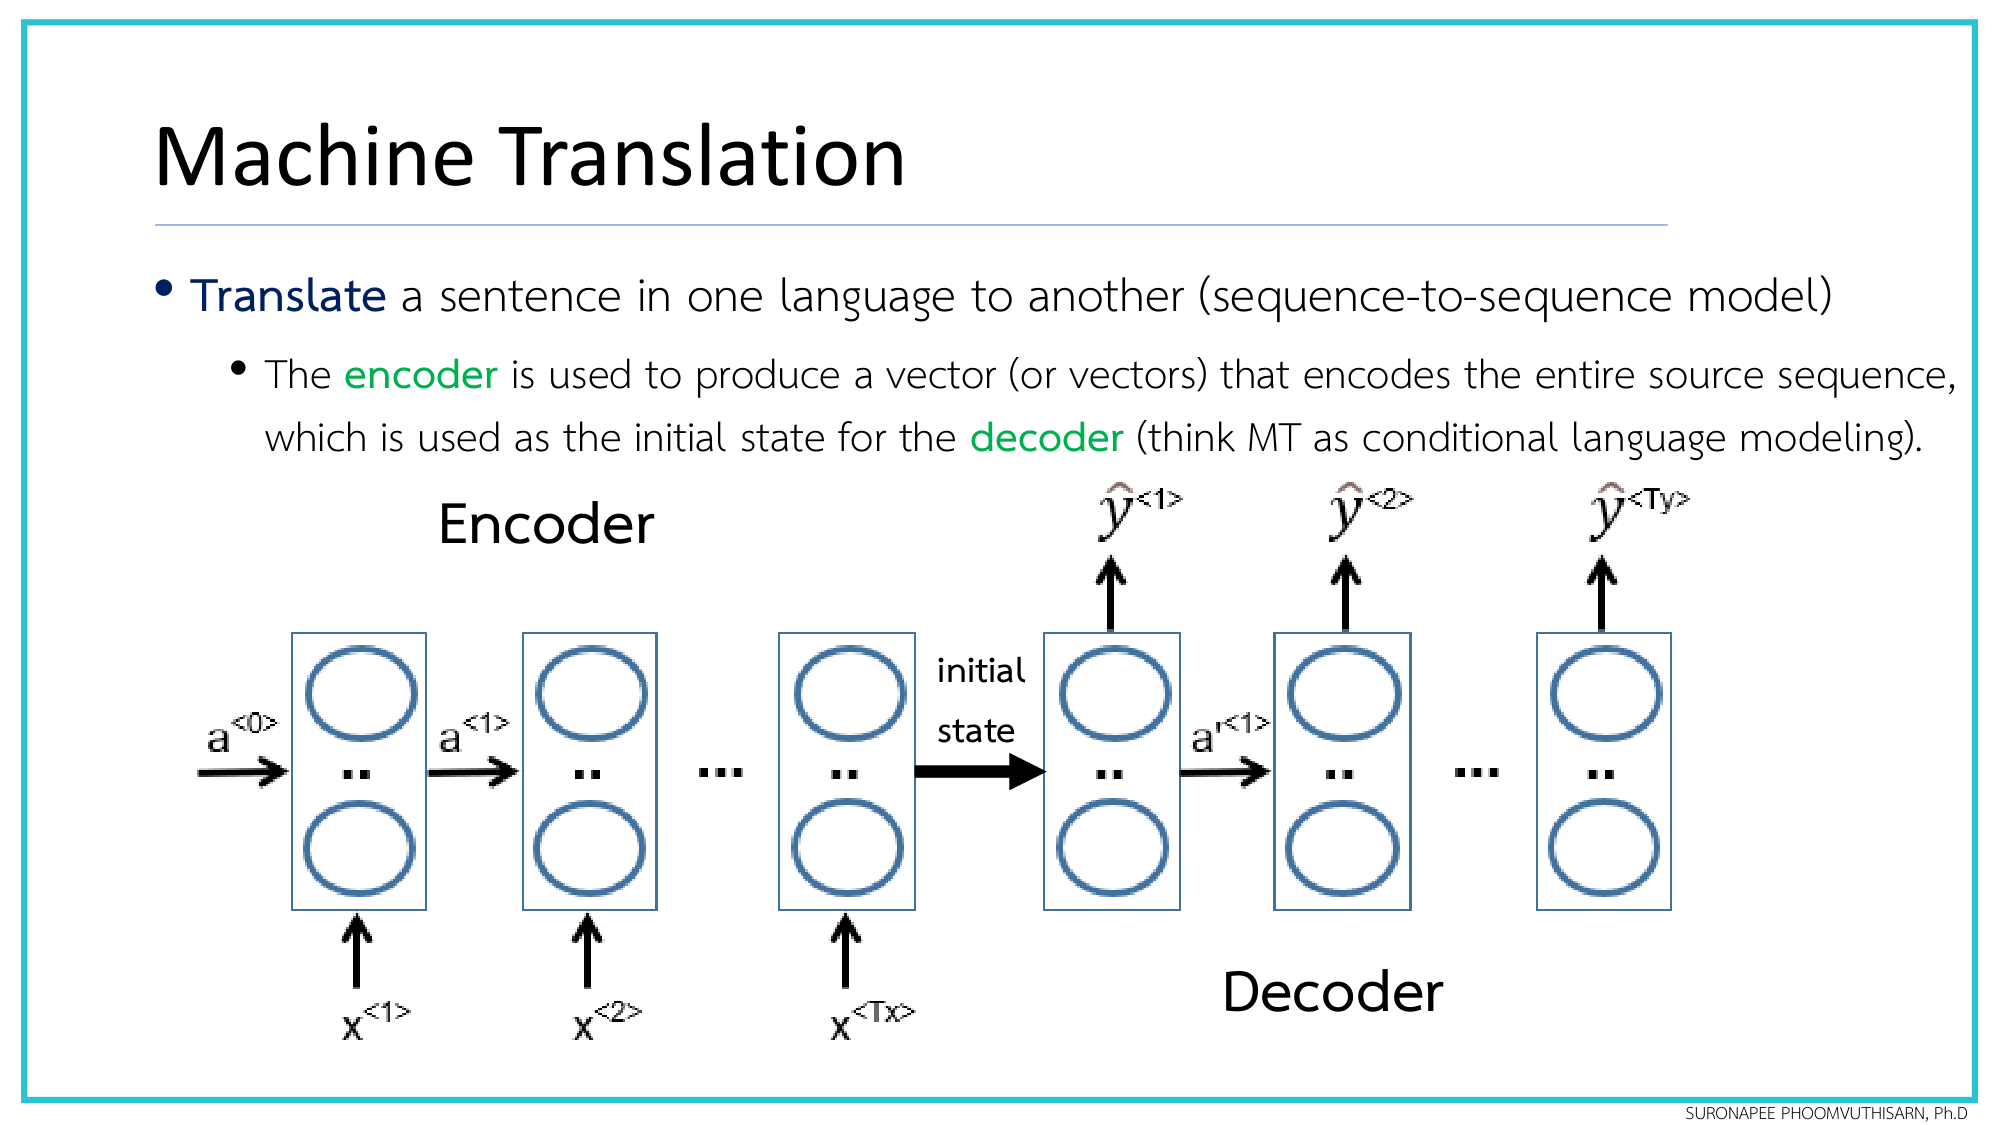 Machine Translation
• Translate a sentence in one language to another (sequence-to-sequence model)
• The encoder is used to produce a vector (or vectors) that encodes the entire source sequence,
which is used as the initial state for the decoder (think MT as conditional language modeling).
Encoder
ŷ<1> ŷ<2> ŷ<Ty>
initial
state
a<0> a<1> a'<1>
.. .. ... .. .. .. ... ..
x<1> x<2> x<Tx>
Decoder
SURONAPEE PHOOMVUTHISARN, Ph.D